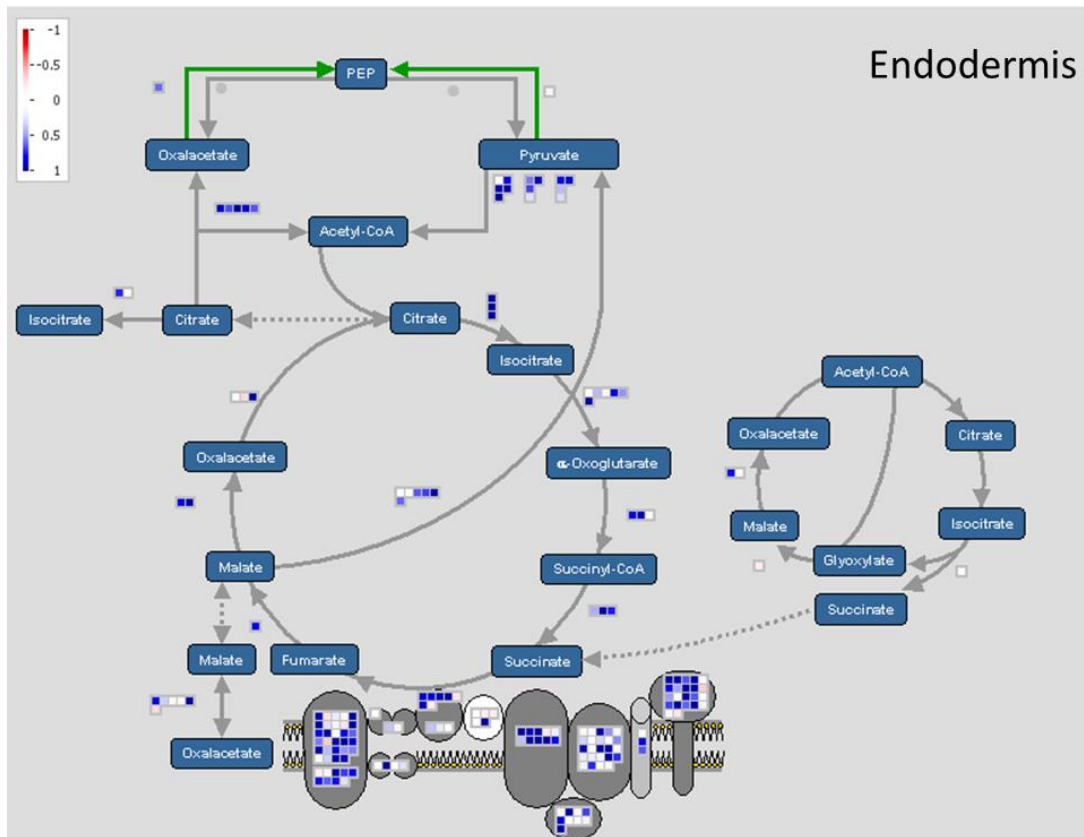 -1
-0.5
0
0.5
1
Endodermis
PEP
Oxalacetate
Pyruvate
Acetyl-CoA
Isocitrate
Citrate
Citrate
Isocitrate
Acetyl-CoA
Oxalacetate
Citrate
Oxalacetate
α-Oxoglutarate
Malate
Isocitrate
Malate
Succinyl-CoA
Glyoxylate
Succinate
Malate
Fumarate
Succinate
Oxalacetate